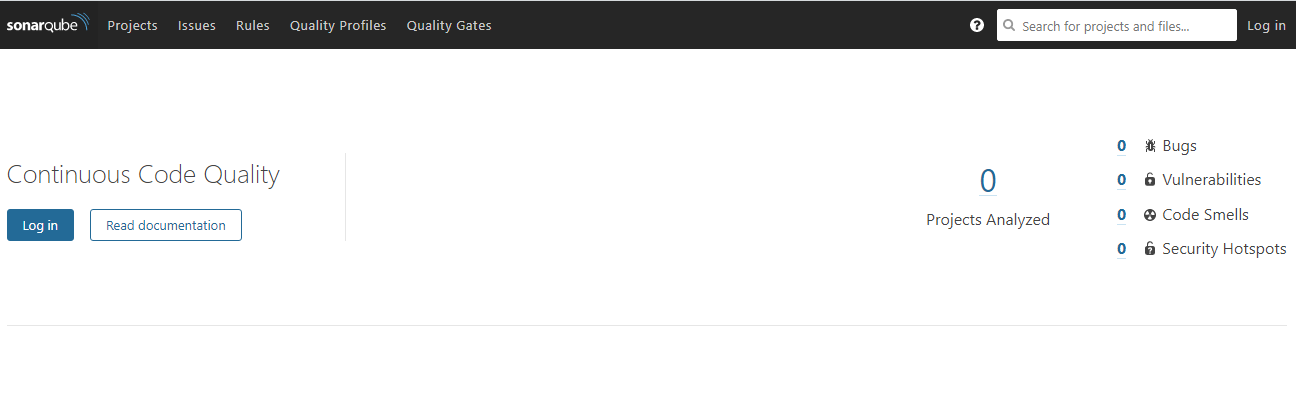 sonarqube Projects Issues Rules Quality Profiles Quality Gates ? Search for projects and files... Log in
Continuous Code Quality
Log in Read documentation
0
Projects Analyzed
0 Bugs
0 Vulnerabilities
0 Code Smells
0 Security Hotspots